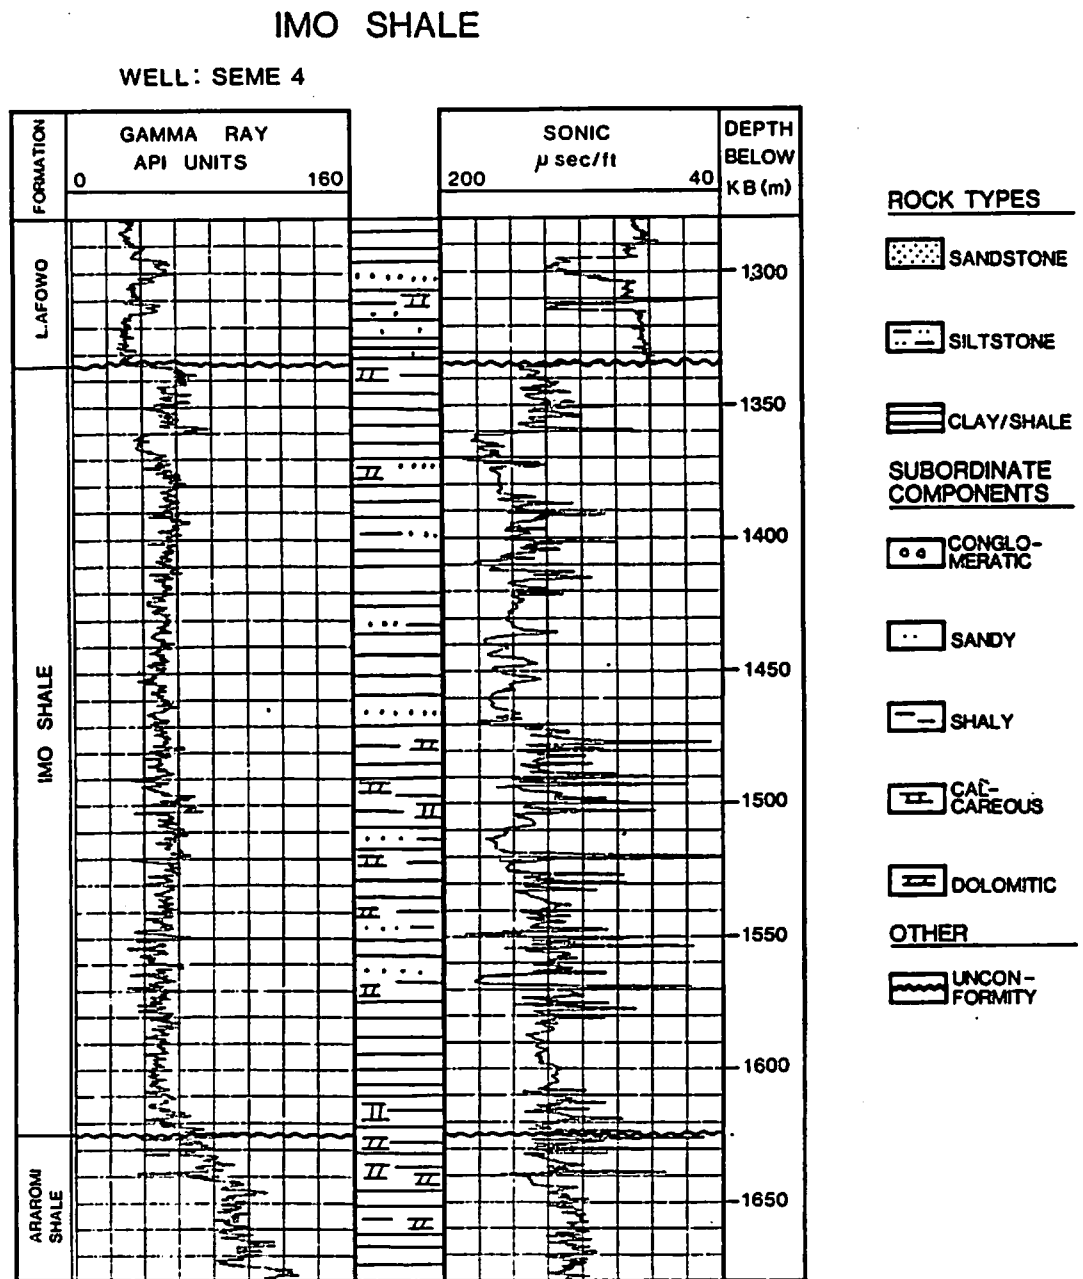 IMO SHALE
WELL: SEME 4
FORMATION
GAMMA RAY
API UNITS
0 160
SONIC
μ sec/ft
200 40
DEPTH
BELOW
KB (m)
L.AFOWO
IMO SHALE
ARAROMI
SHALE
1300
1350
1400
1450
1500
1550
1600
1650
ROCK TYPES
SANDSTONE
SILTSTONE
CLAY/SHALE
SUBORDINATE
COMPONENTS
CONGLO-
MERATIC
SANDY
SHALY
CAL-
CAREOUS
DOLOMITIC
OTHER
UNCON-
FORMITY